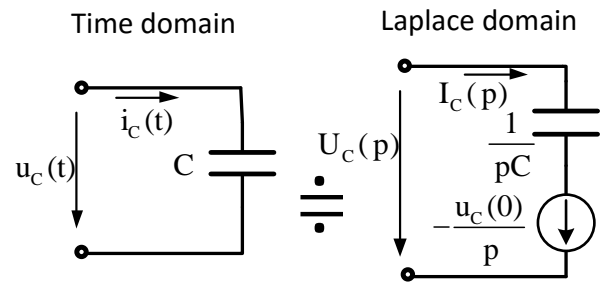 Time domain
Laplace domain
i_C(t)
u_C(t)
C
I_C(p)
U_C(p)
1/pC
-u_C(0)/p